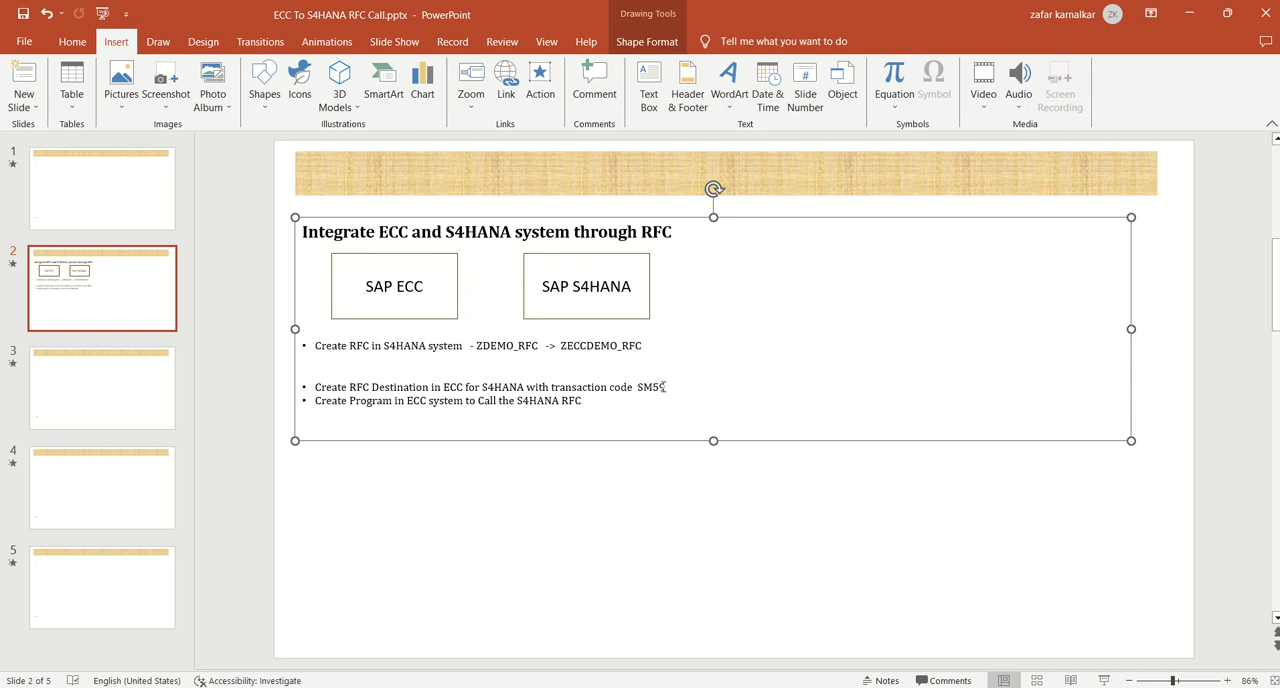 ECC To S4HANA RFC Call.pptx - PowerPoint
Drawing Tools
zafar karnalkar
ZK
File Home Insert Draw Design Transitions Animations Slide Show Record Review View Help Shape Format Tell me what you want to do
New Slide
Table
Pictures
Screenshot
Photo Album
Shapes
Icons
3D Models
SmartArt
Chart
Zoom
Link
Action
Comment
Text Box
Header & Footer
WordArt
Date & Time
Slide Number
Object
Equation
Symbol
Video
Audio
Screen Recording
Slides Tables Images Illustrations Links Comments Text Symbols Media
1
2
3
4
5
Integrate ECC and S4HANA system through RFC
SAP ECC
SAP S4HANA
• Create RFC in S4HANA system - ZDEMO_RFC -> ZECCDEMO_RFC
• Create RFC Destination in ECC for S4HANA with transaction code
• Create Program in ECC system to Call the S4HANA RFC
Slide 2 of 5
English (United States)
Accessibility: Investigate
Notes
Comments
86%